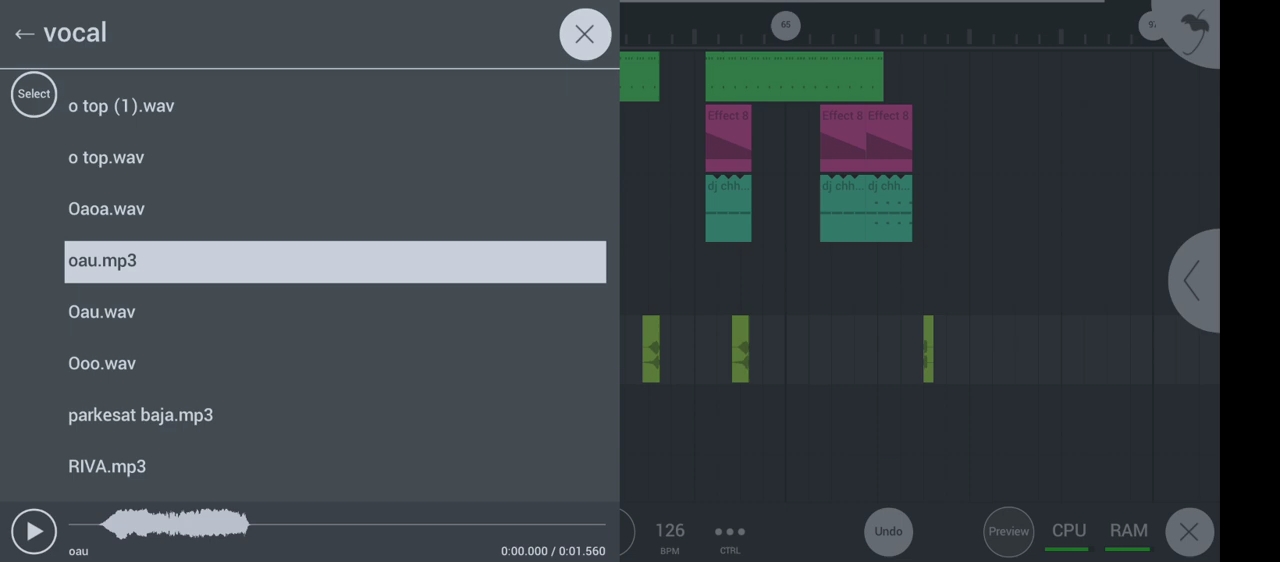 ← vocal
Select
o top (1).wav
o top.wav
Oaoa.wav
oau.mp3
Oau.wav
Ooo.wav
parkesat baja.mp3
RIVA.mp3
oau
0:00.000 / 0:01.560
65
Effect 8
Effect 8
Effect 8
dj chh...
dj chh...
dj chh...
126
BPM
CTRL
Undo
Preview
CPU
RAM